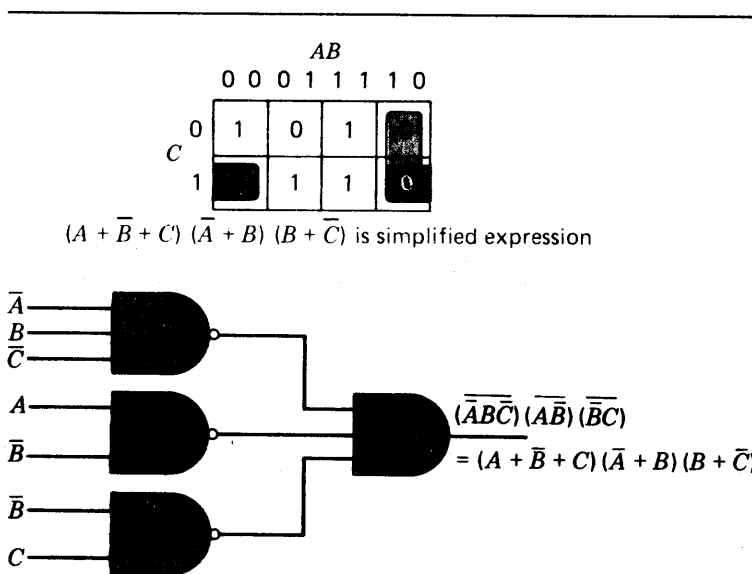 AB
0 0 0 1 1 1 1 0
0 1 0 1
C
1 1 1 0
(A + B̅ + C) (A̅ + B) (B + C̅) is simplified expression
A̅
B
C̅
(A̅BC̅)̅ (AB̅)̅ (B̅C)̅
A
B̅
= (A + B̅ + C) (A̅ + B) (B + C̅)
B̅
C